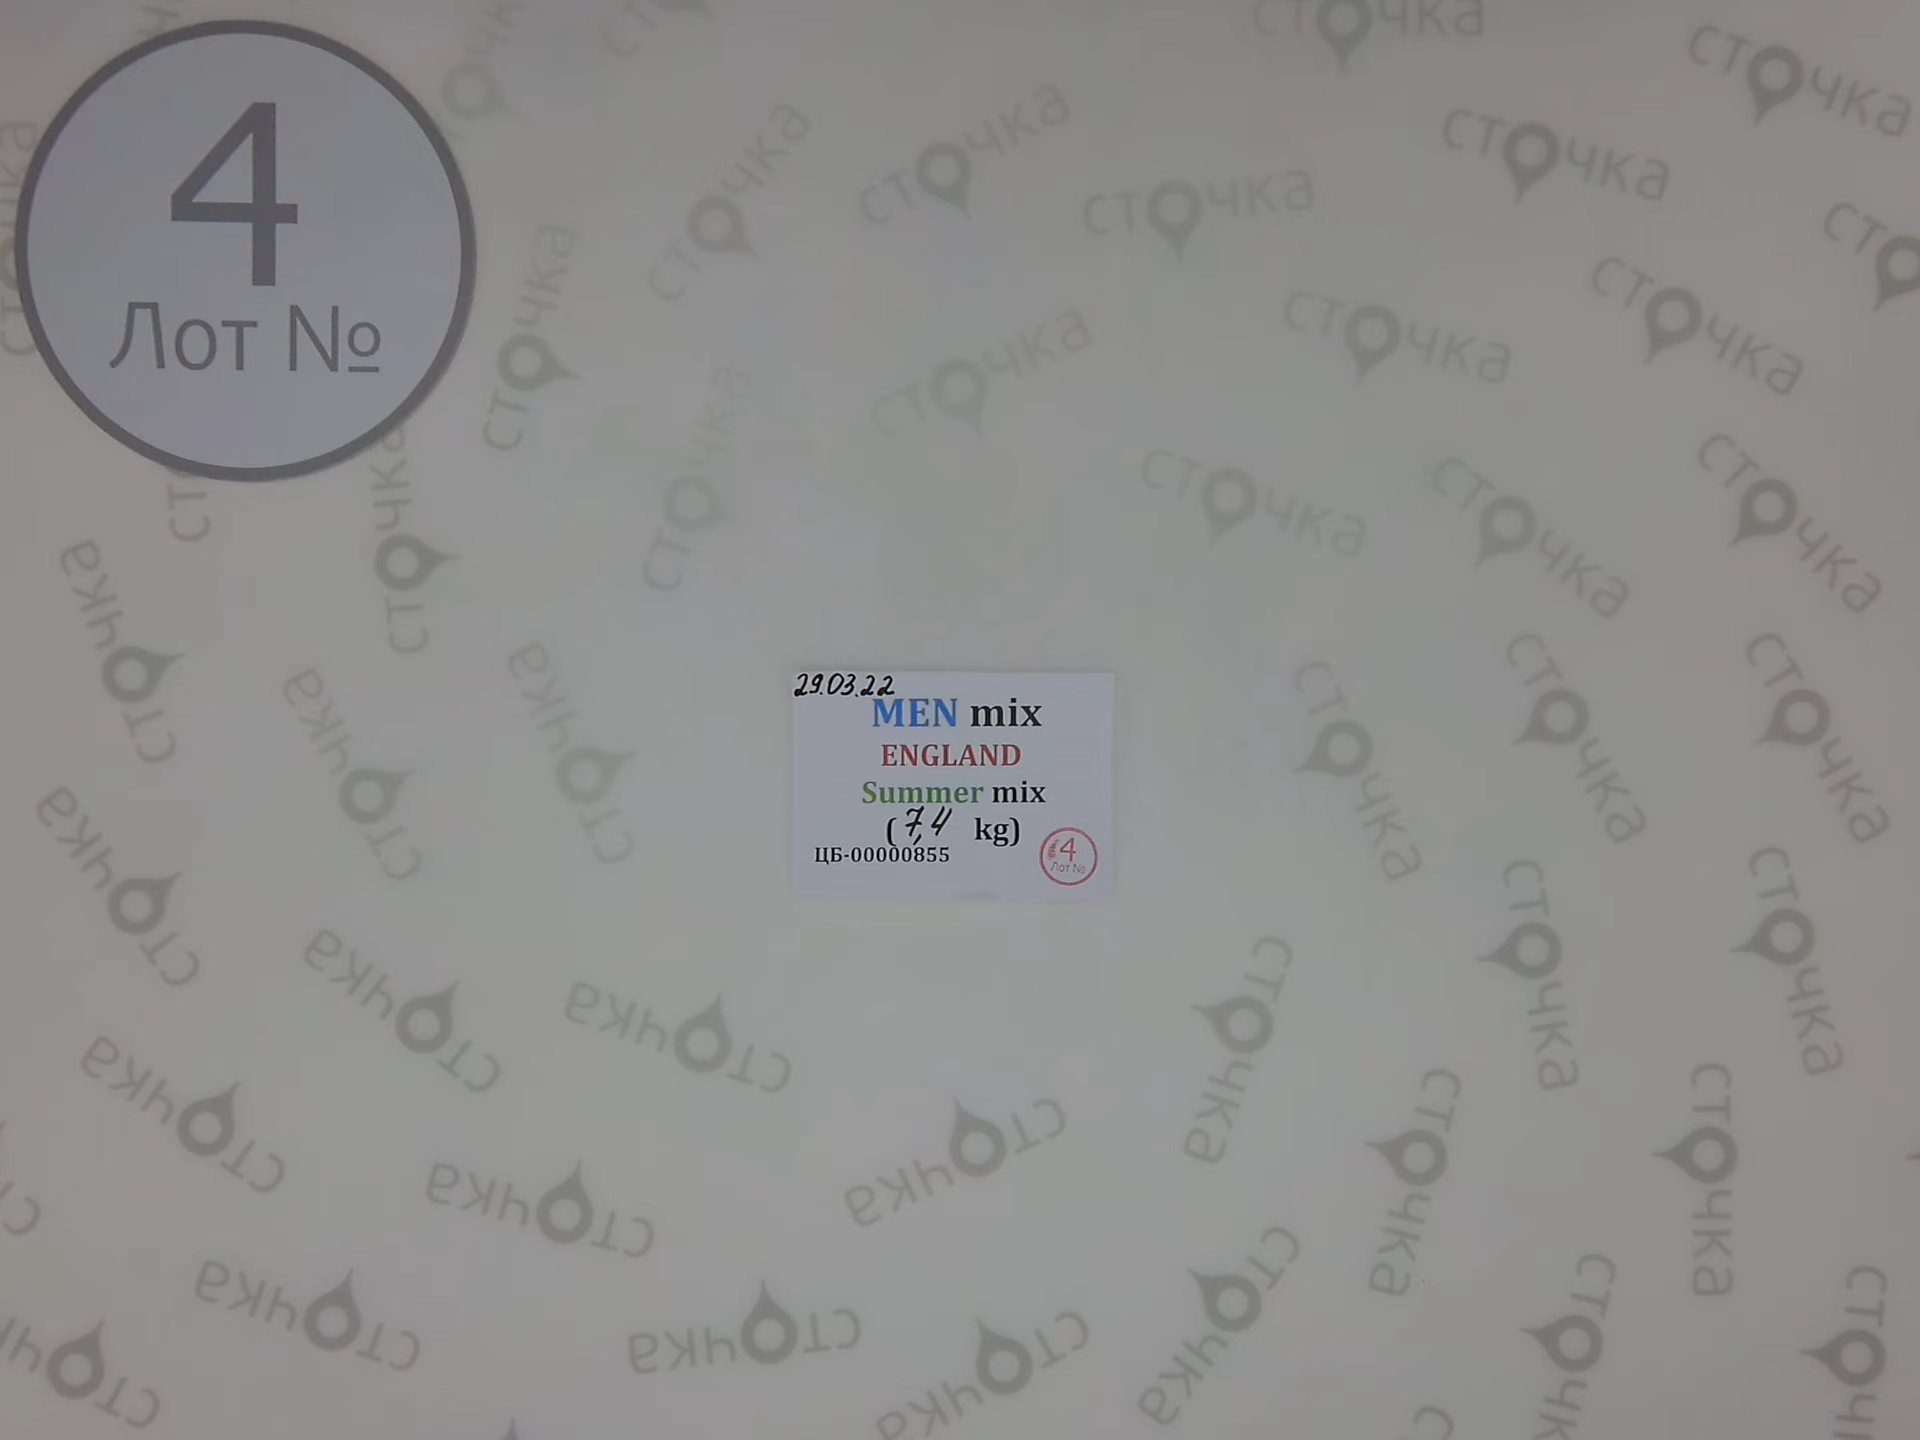 4
Лот №
29.03.22
MEN mix
ENGLAND
Summer mix
( 7,4 kg)
ЦБ-00000855
4
Лот №
сточка